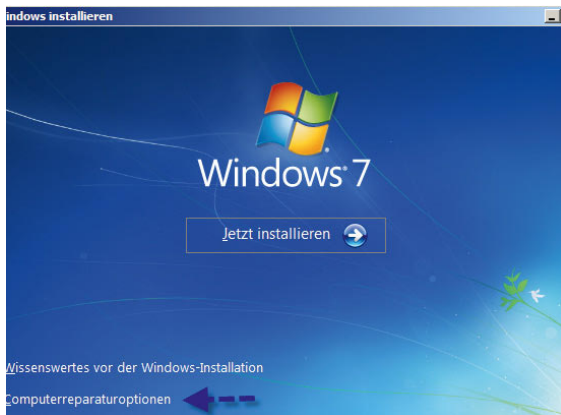 indows installieren
Windows 7
Jetzt installieren
Wissenswertes vor der Windows-Installation
Computerreparaturoptionen